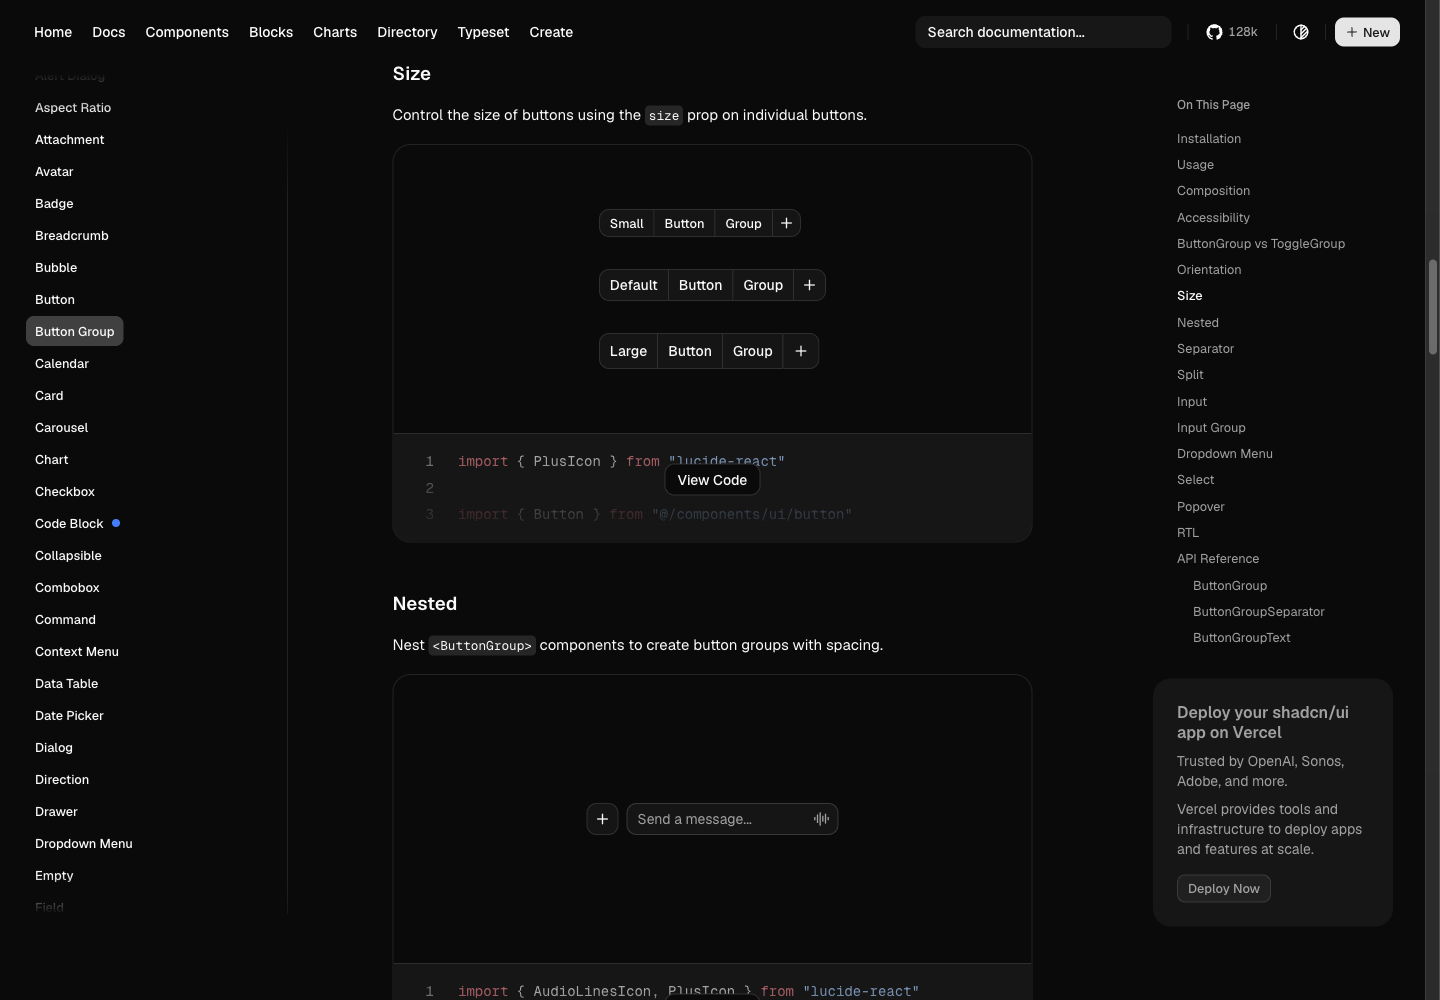 Home Docs Components Blocks Charts Directory Typeset Create
Search documentation...
128k
New
Alert Dialog
Aspect Ratio
Attachment
Avatar
Badge
Breadcrumb
Bubble
Button
Button Group
Calendar
Card
Carousel
Chart
Checkbox
Code Block
Collapsible
Combobox
Command
Context Menu
Data Table
Date Picker
Dialog
Direction
Drawer
Dropdown Menu
Empty
Field
Size
Control the size of buttons using the size prop on individual buttons.
Small Button Group
Default Button Group
Large Button Group
1 import { PlusIcon } from "lucide-react"
View Code
2
3 import { Button } from "@/components/ui/button"
Nested
Nest <ButtonGroup> components to create button groups with spacing.
Send a message...
1 import { AudioLinesIcon, PlusIcon } from "lucide-react"
On This Page
Installation
Usage
Composition
Accessibility
ButtonGroup vs ToggleGroup
Orientation
Size
Nested
Separator
Split
Input
Input Group
Dropdown Menu
Select
Popover
RTL
API Reference
ButtonGroup
ButtonGroupSeparator
ButtonGroupText
Deploy your shadcn/ui
app on Vercel
Trusted by OpenAI, Sonos,
Adobe, and more.
Vercel provides tools and
infrastructure to deploy apps
and features at scale.
Deploy Now